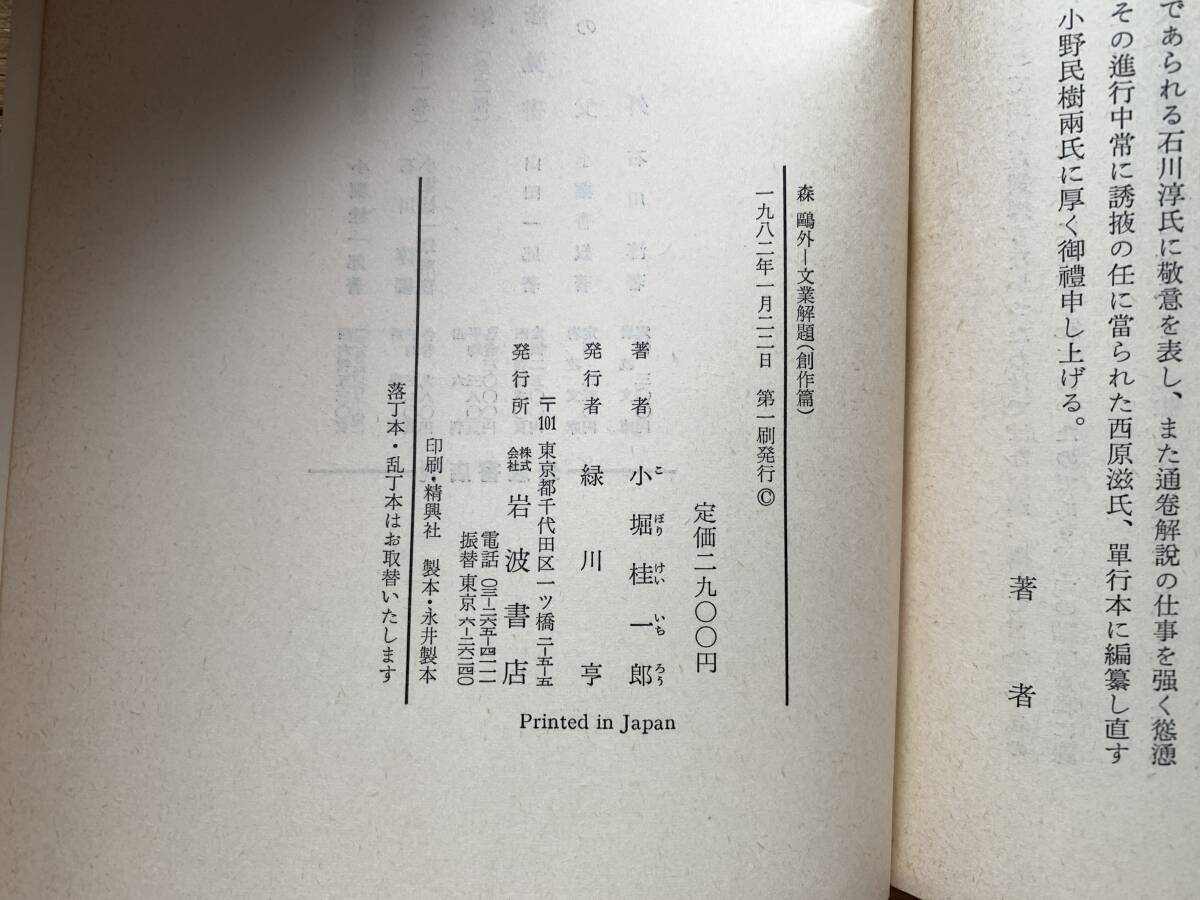 であられる石川淳氏に敬意を表し、また通卷解説の仕事を强く慫慂
その進行中常に誘掖の任に當られた西原滋氏、單行本に編纂し直す
小野民樹兩氏に厚く御禮申し上げる。
著者
森 鷗外―文業解題(創作篇)
一九八二年一月二二日 第一刷発行©
定価二九〇〇円
著者 小堀桂一郎
こ ぼり けい いち ろう
発行者 緑川亨
〒101 東京都千代田区一ツ橋二-五-五
発行所 株式会社 岩波書店
電話 〇三-二六五-四一一一
振替 東京 六-二六二四〇
印刷・精興社 製本・永井製本
落丁本・乱丁本はお取替いたします
Printed in Japan